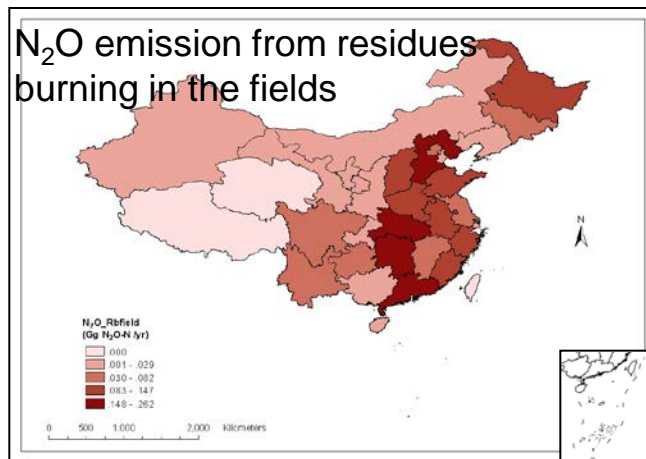 N₂O emission from residues
burning in the fields
N
N₂O_Rbfield
(Gg N₂O-N /yr)
.000
.001 - .029
.030 - .082
.083 - .147
.148 - .262
0 500 1,000 2,000 Kilometers